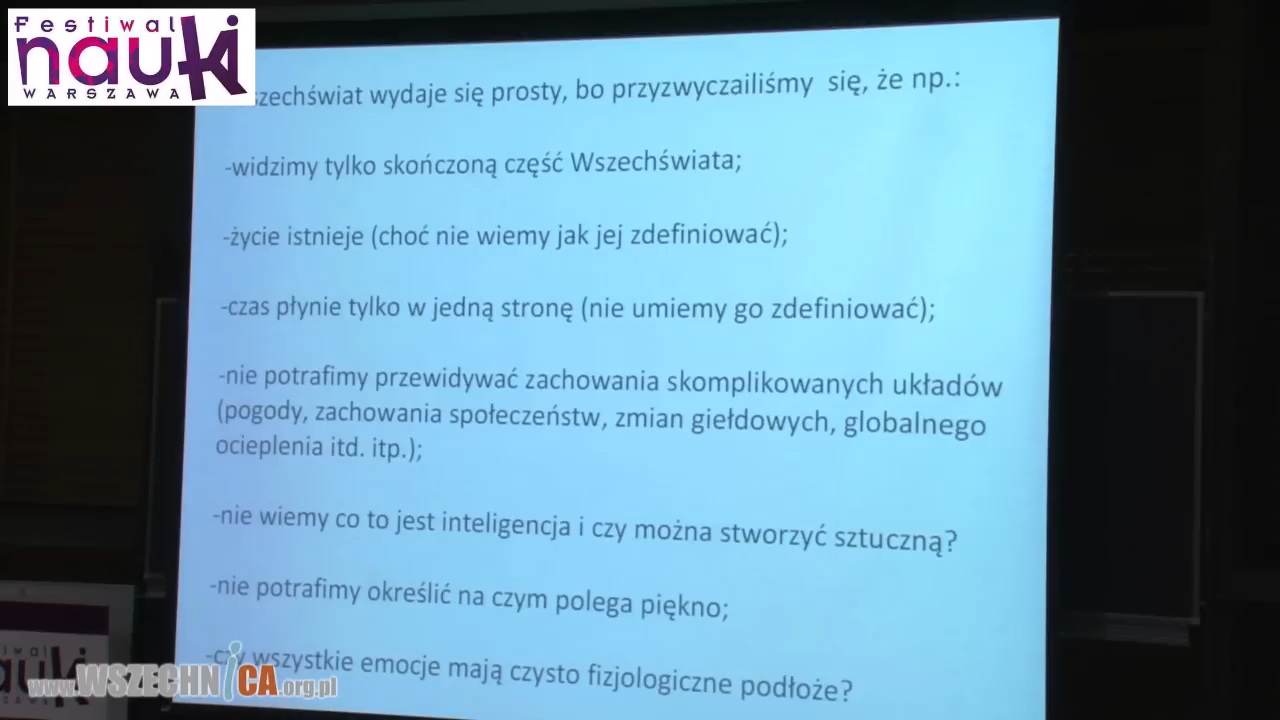 Festiwal
nauki
WARSZAWA
wydaje się prosty, bo przyzwyczailiśmy się, że np.:
-widzimy tylko skończoną część Wszechświata;
-życie istnieje (choć nie wiemy jak jej zdefiniować);
-czas płynie tylko w jedną stronę (nie umiemy go zdefiniować);
-nie potrafimy przewidywać zachowania skomplikowanych układów
(pogody, zachowania społeczeństw, zmian giełdowych, globalnego
ocieplenia itd. itp.);
-nie wiemy co to jest inteligencja i czy można stworzyć sztuczną?
-nie potrafimy określić na czym polega piękno;
-czy wszystkie emocje mają czysto fizjologiczne podłoże?
www.WSZECHNICA.org.pl